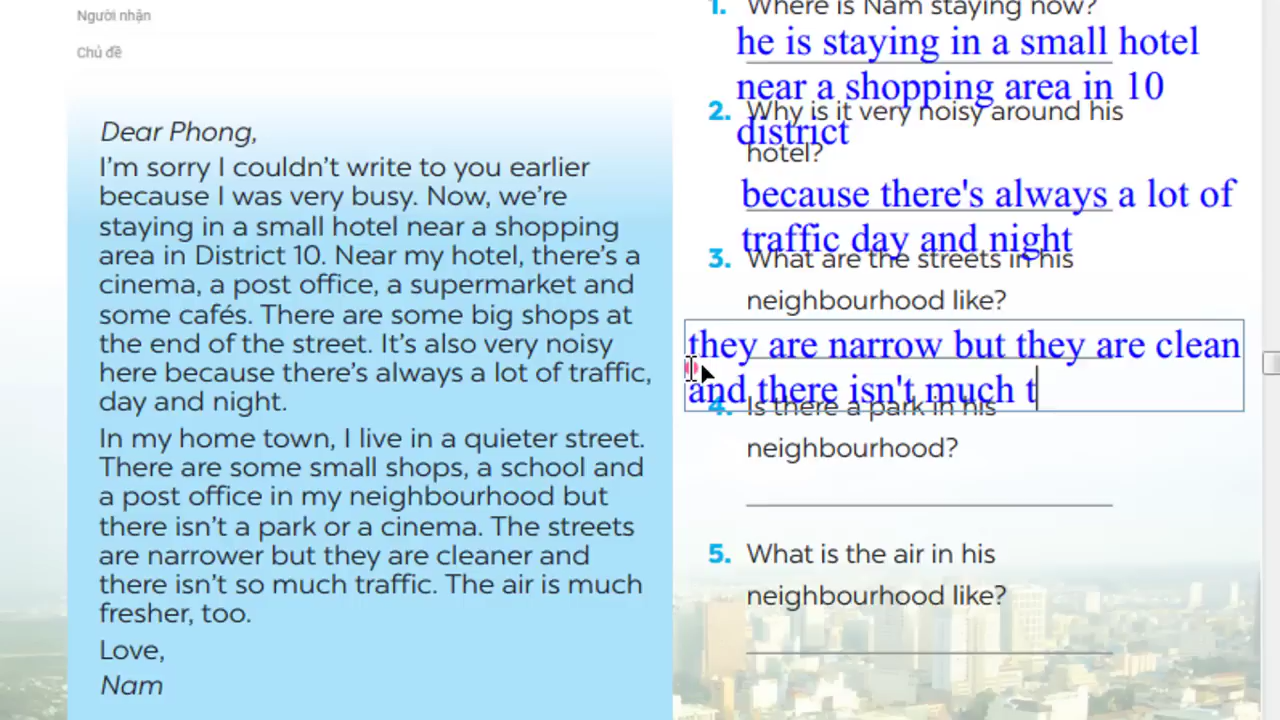 Người nhận
Chủ đề
Dear Phong,
I'm sorry I couldn't write to you earlier
because I was very busy. Now, we're
staying in a small hotel near a shopping
area in District 10. Near my hotel, there's a
cinema, a post office, a supermarket and
some cafés. There are some big shops at
the end of the street. It's also very noisy
here because there's always a lot of traffic,
day and night.
In my home town, I live in a quieter street.
There are some small shops, a school and
a post office in my neighbourhood but
there isn't a park or a cinema. The streets
are narrower but they are cleaner and
there isn't so much traffic. The air is much
fresher, too.
Love,
Nam
1. Where is Nam staying now?
he is staying in a small hotel
near a shopping area in 10
district
2. Why is it very noisy around his
hotel?
because there's always a lot of
traffic day and night
3. What are the streets in his
neighbourhood like?
they are narrow but they are clean
and there isn't much t
4. Is there a park in his
neighbourhood?
5. What is the air in his
neighbourhood like?